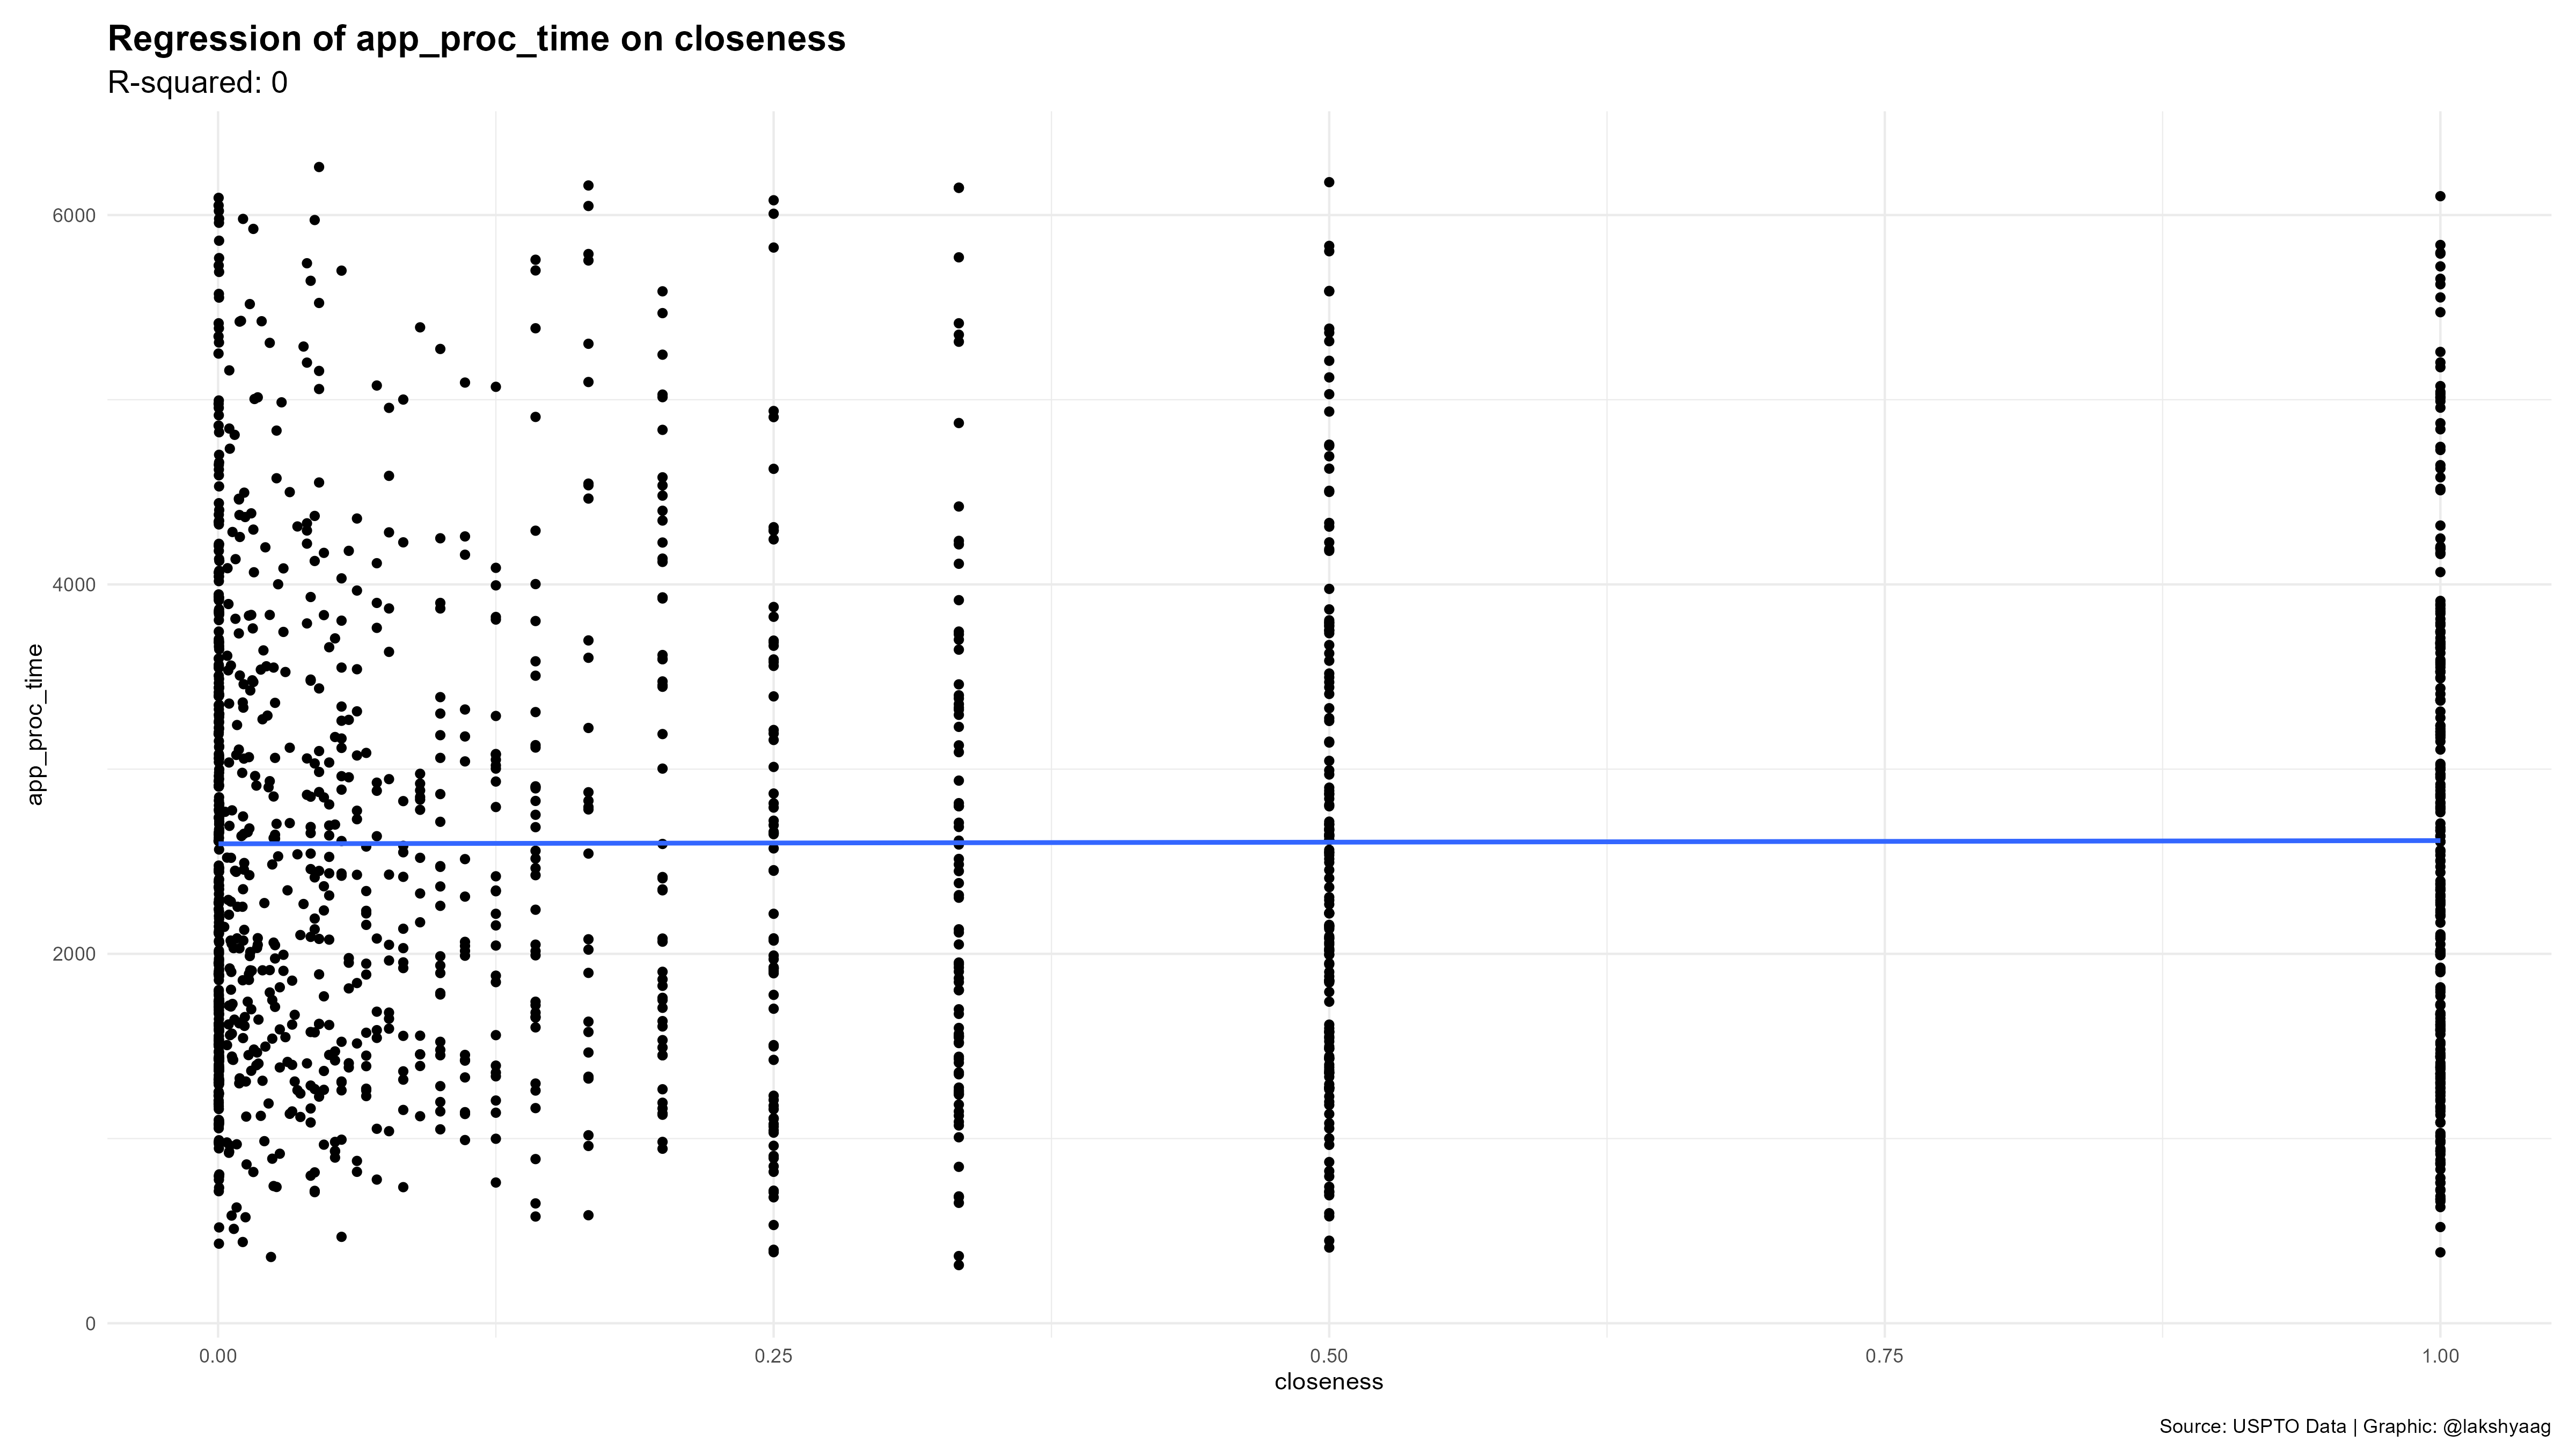 Regression of app_proc_time on closeness
R-squared: 0
app_proc_time
6000
4000
2000
0
0.00
0.25
0.50
0.75
1.00
closeness
Source: USPTO Data | Graphic: @lakshyaag